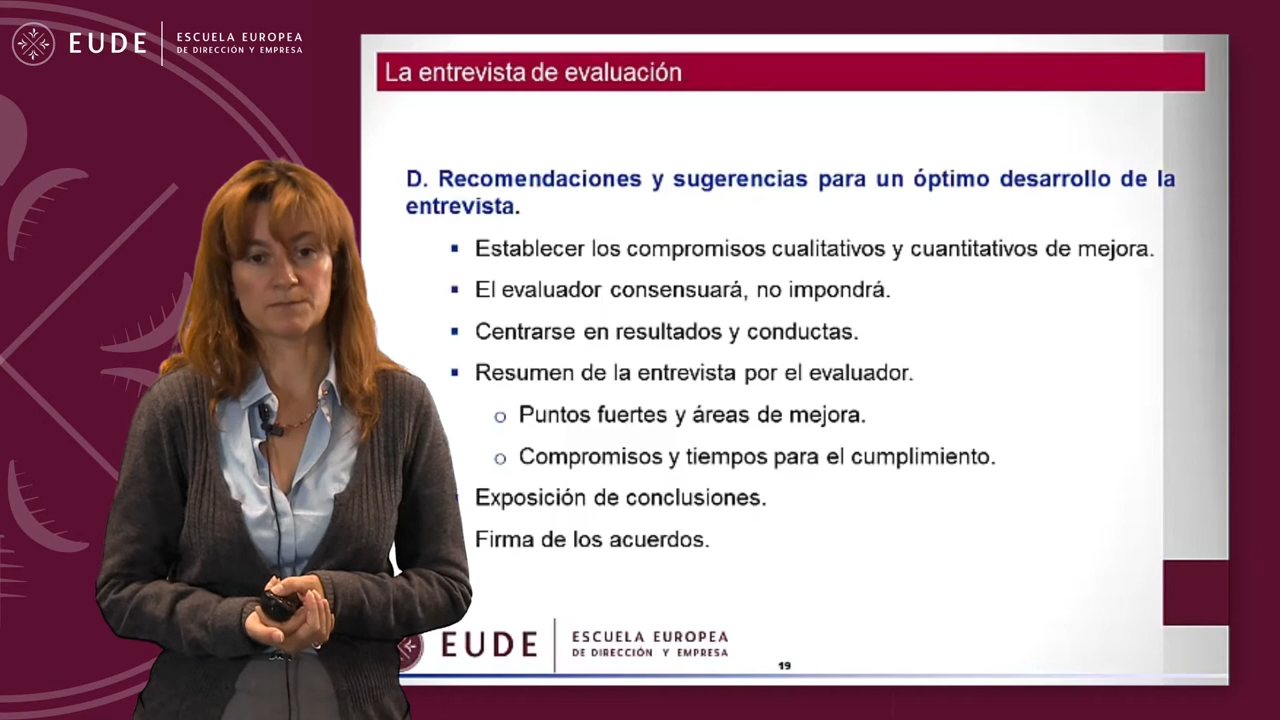 EUDE
ESCUELA EUROPEA
DE DIRECCIÓN Y EMPRESA
La entrevista de evaluación
D. Recomendaciones y sugerencias para un óptimo desarrollo de la
entrevista.
▪ Establecer los compromisos cualitativos y cuantitativos de mejora.
▪ El evaluador consensuará, no impondrá.
▪ Centrarse en resultados y conductas.
▪ Resumen de la entrevista por el evaluador.
o Puntos fuertes y áreas de mejora.
o Compromisos y tiempos para el cumplimiento.
Exposición de conclusiones.
Firma de los acuerdos.
EUDE
ESCUELA EUROPEA
DE DIRECCIÓN Y EMPRESA
19